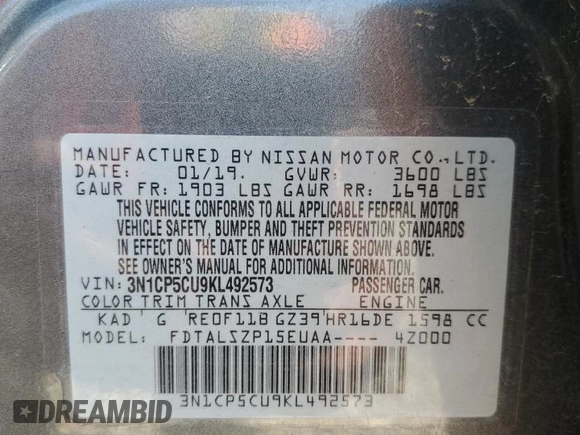 MANUFACTURED BY NISSAN MOTOR CO.,LTD.
DATE: 01/19. GVWR: 3600 LBS
GAWR FR: 1903 LBS GAWR RR: 1698 LBS
THIS VEHICLE CONFORMS TO ALL APPLICABLE FEDERAL MOTOR
VEHICLE SAFETY, BUMPER AND THEFT PREVENTION STANDARDS
IN EFFECT ON THE DATE OF MANUFACTURE SHOWN ABOVE.
SEE OWNER'S MANUAL FOR ADDITIONAL INFORMATION.
VIN: 3N1CP5CU9KL492573 PASSENGER CAR.
COLOR TRIM TRANS AXLE ENGINE
KAD G RE0F11B GZ39 HR16DE 1598 CC
MODEL: FDTALSZP15EUAA---- 4Z000
3N1CP5CU9KL492573
DREAMBID